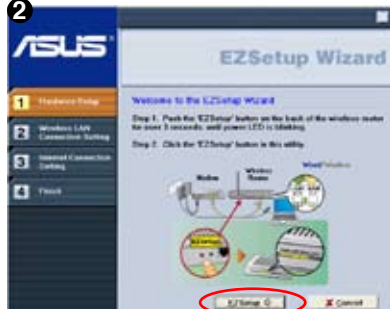 2
ASUS
EZSetup Wizard
1 Hardware Setup
2 Wireless LAN
Connection Setting
3 Internet Connection
Setting
4 Finish
Welcome to the EZSetup Wizard
Step 1. Push the 'EZSetup' button on the back of the wireless router
for over 3 seconds, until power LED is blinking.
Step 2. Click the 'EZSetup' button in this utility.
Modem
Wireless
Router
Wired/Wireless
EZSetup
EZSetup
Cancel